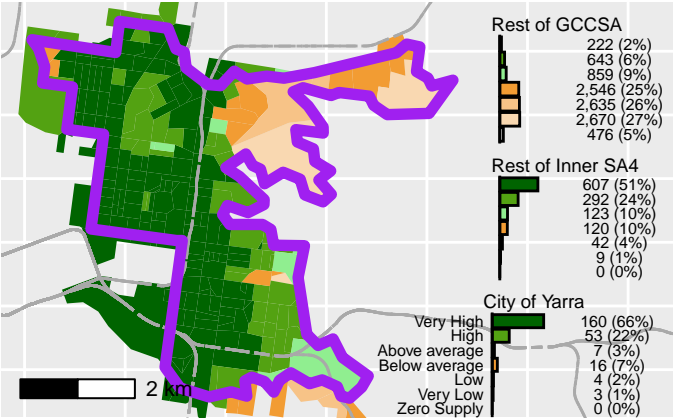 Rest of GCCSA
222 (2%)
643 (6%)
859 (9%)
2,546 (25%)
2,635 (26%)
2,670 (27%)
476 (5%)
Rest of Inner SA4
607 (51%)
292 (24%)
123 (10%)
120 (10%)
42 (4%)
9 (1%)
0 (0%)
City of Yarra
Very High 160 (66%)
High 53 (22%)
Above average 7 (3%)
Below average 16 (7%)
Low 4 (2%)
Very Low 3 (1%)
Zero Supply 0 (0%)
2 km